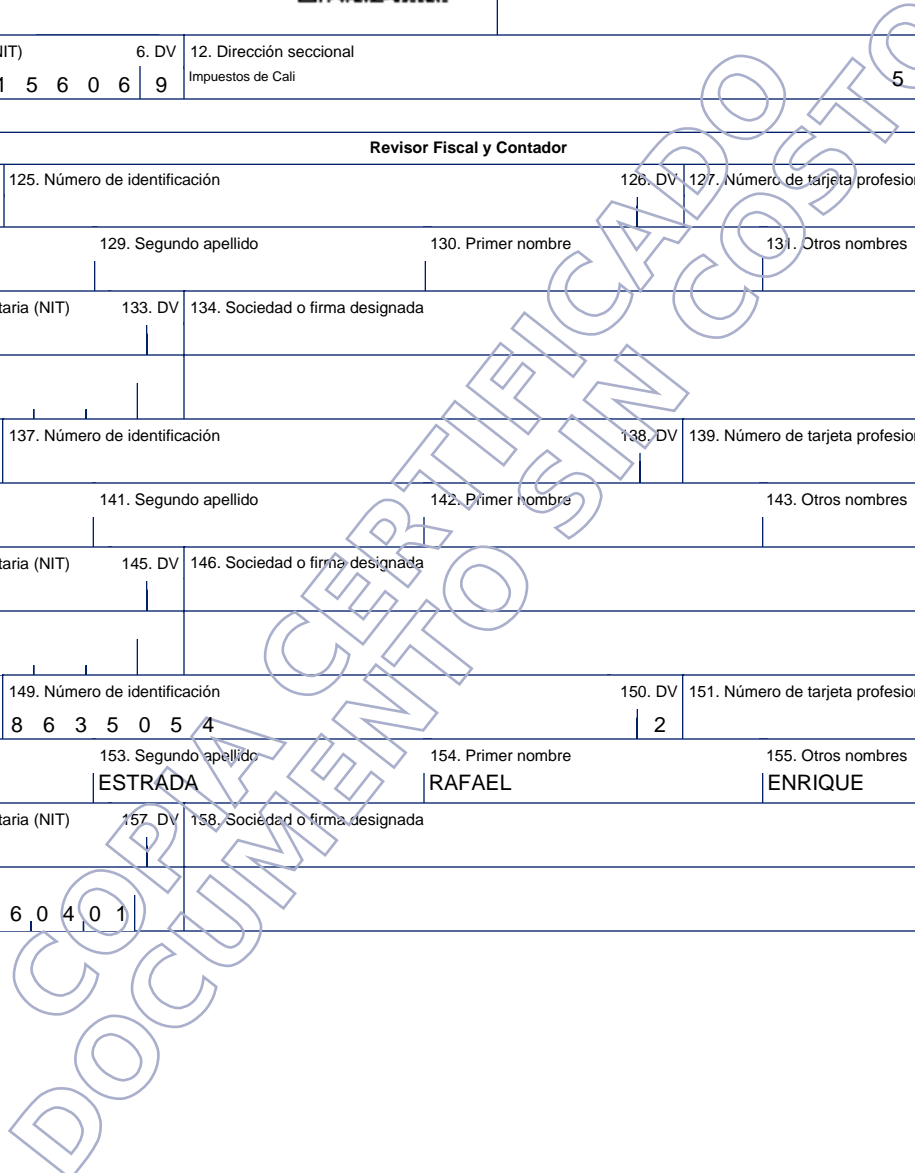 NIT) 6. DV 12. Dirección seccional
1 5 6 0 6 9 Impuestos de Cali 5
Revisor Fiscal y Contador
125. Número de identificación 126. DV 127. Número de tarjeta profesion
129. Segundo apellido 130. Primer nombre 131. Otros nombres
taria (NIT) 133. DV 134. Sociedad o firma designada
137. Número de identificación 138. DV 139. Número de tarjeta profesion
141. Segundo apellido 142. Primer nombre 143. Otros nombres
taria (NIT) 145. DV 146. Sociedad o firma designada
149. Número de identificación 150. DV 151. Número de tarjeta profesion
8 6 3 5 0 5 4 2
153. Segundo apellido 154. Primer nombre 155. Otros nombres
ESTRADA RAFAEL ENRIQUE
taria (NIT) 157. DV 158. Sociedad o firma designada
6 0 4 0 1
COPIA CERTIFICADO
DOCUMENTO SIN COSTO